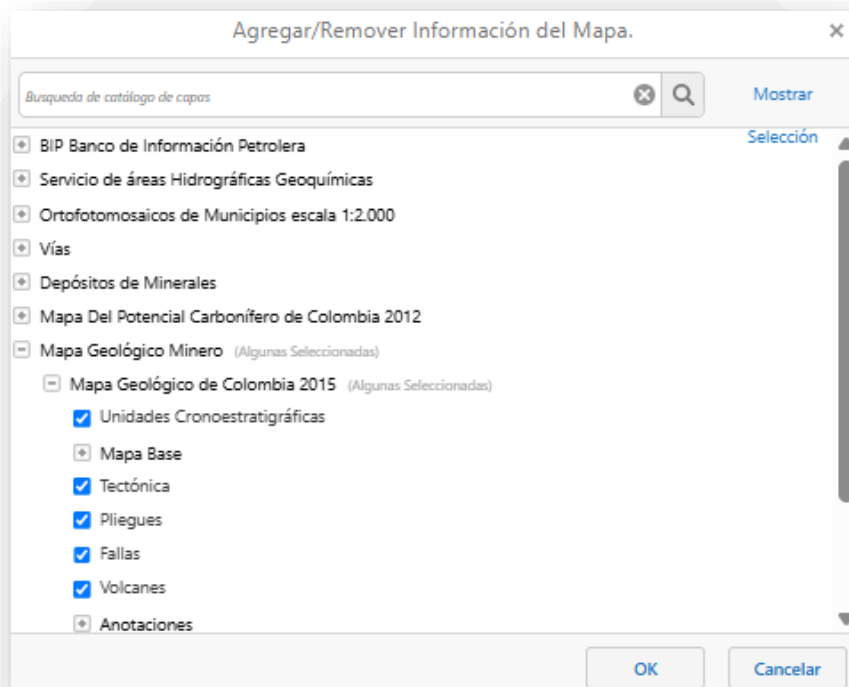 Agregar/Remover Información del Mapa.
Busqueda de catálogo de capas
Mostrar
Selección
BIP Banco de Información Petrolera
Servicio de áreas Hidrográficas Geoquímicas
Ortofotomosaicos de Municipios escala 1:2.000
Vías
Depósitos de Minerales
Mapa Del Potencial Carbonífero de Colombia 2012
Mapa Geológico Minero (Algunas Seleccionadas)
Mapa Geológico de Colombia 2015 (Algunas Seleccionadas)
Unidades Cronoestratigráficas
Mapa Base
Tectónica
Pliegues
Fallas
Volcanes
Anotaciones
OK Cancelar